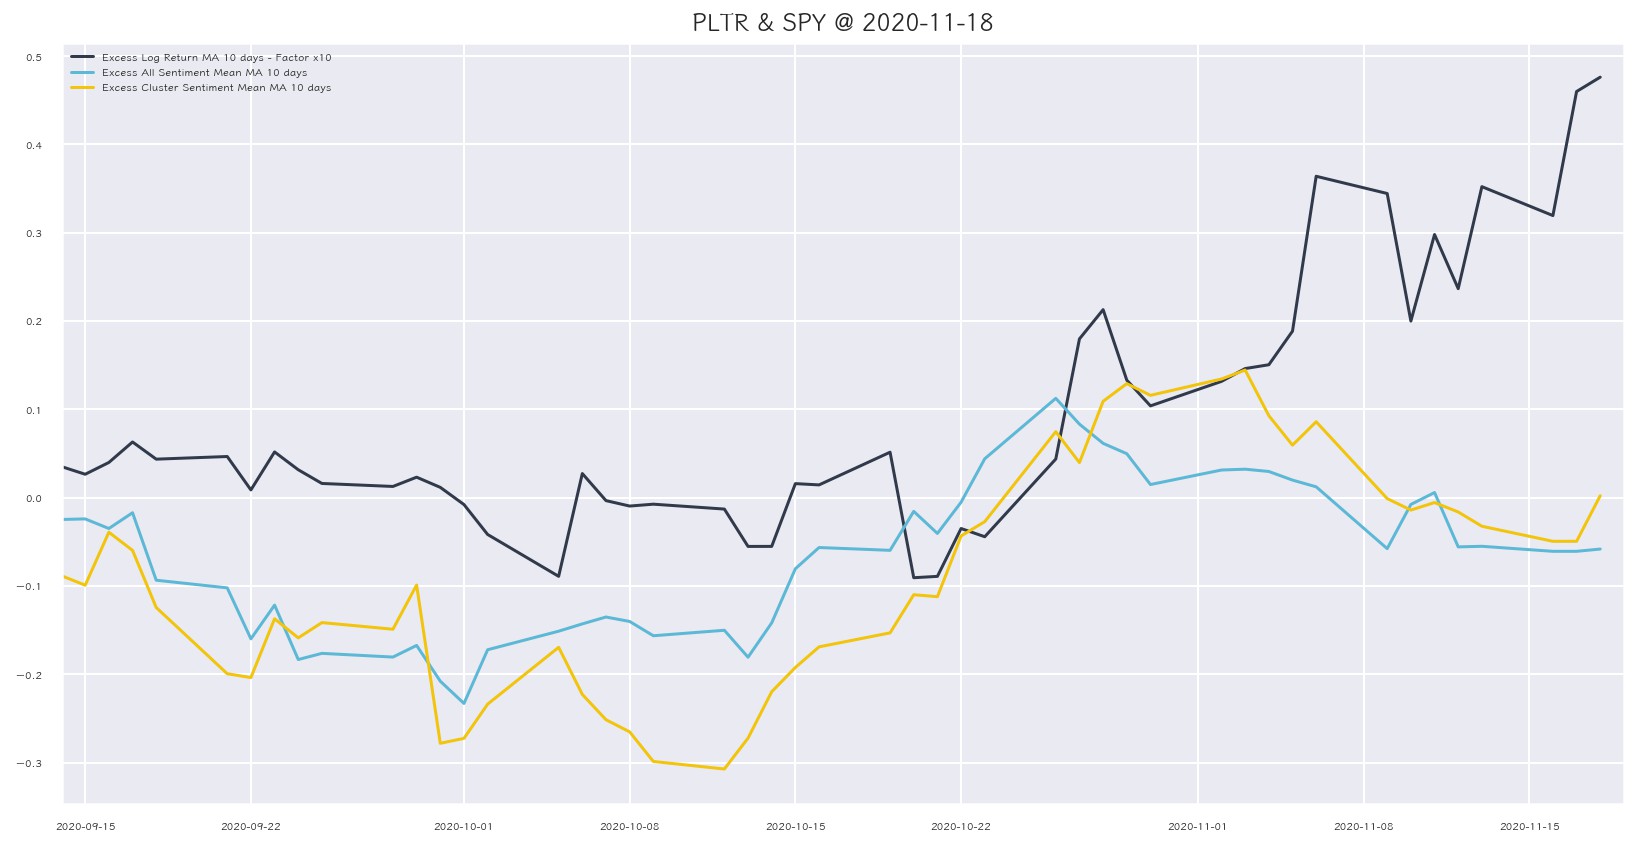 PLTR & SPY @ 2020-11-18
Excess Log Return MA 10 days - Factor x10
Excess All Sentiment Mean MA 10 days
Excess Cluster Sentiment Mean MA 10 days
0.5
0.4
0.3
0.2
0.1
0.0
−0.1
−0.2
−0.3
2020-09-15 2020-09-22 2020-10-01 2020-10-08 2020-10-15 2020-10-22 2020-11-01 2020-11-08 2020-11-15